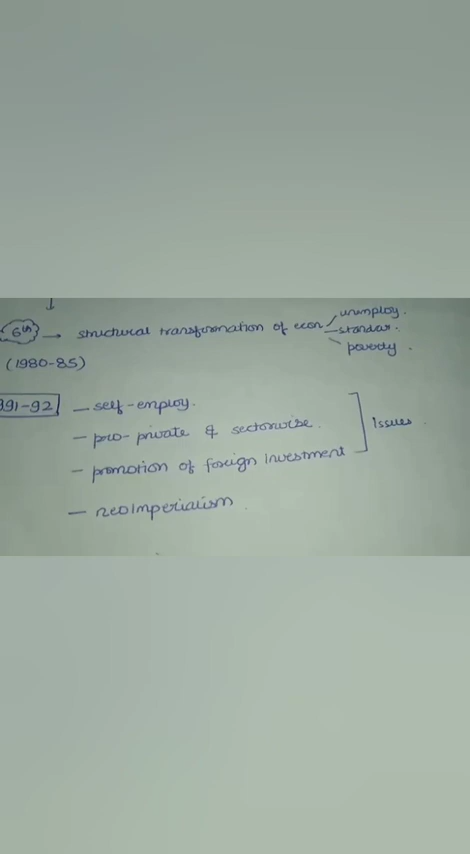 unemploy.
6th → structural transformation of econ - standar.
(1980-85) poverty.
991-92 - self-employ.
- pro-private & sectorwise. Issues.
- promotion of foreign Investment
- neoImperialism